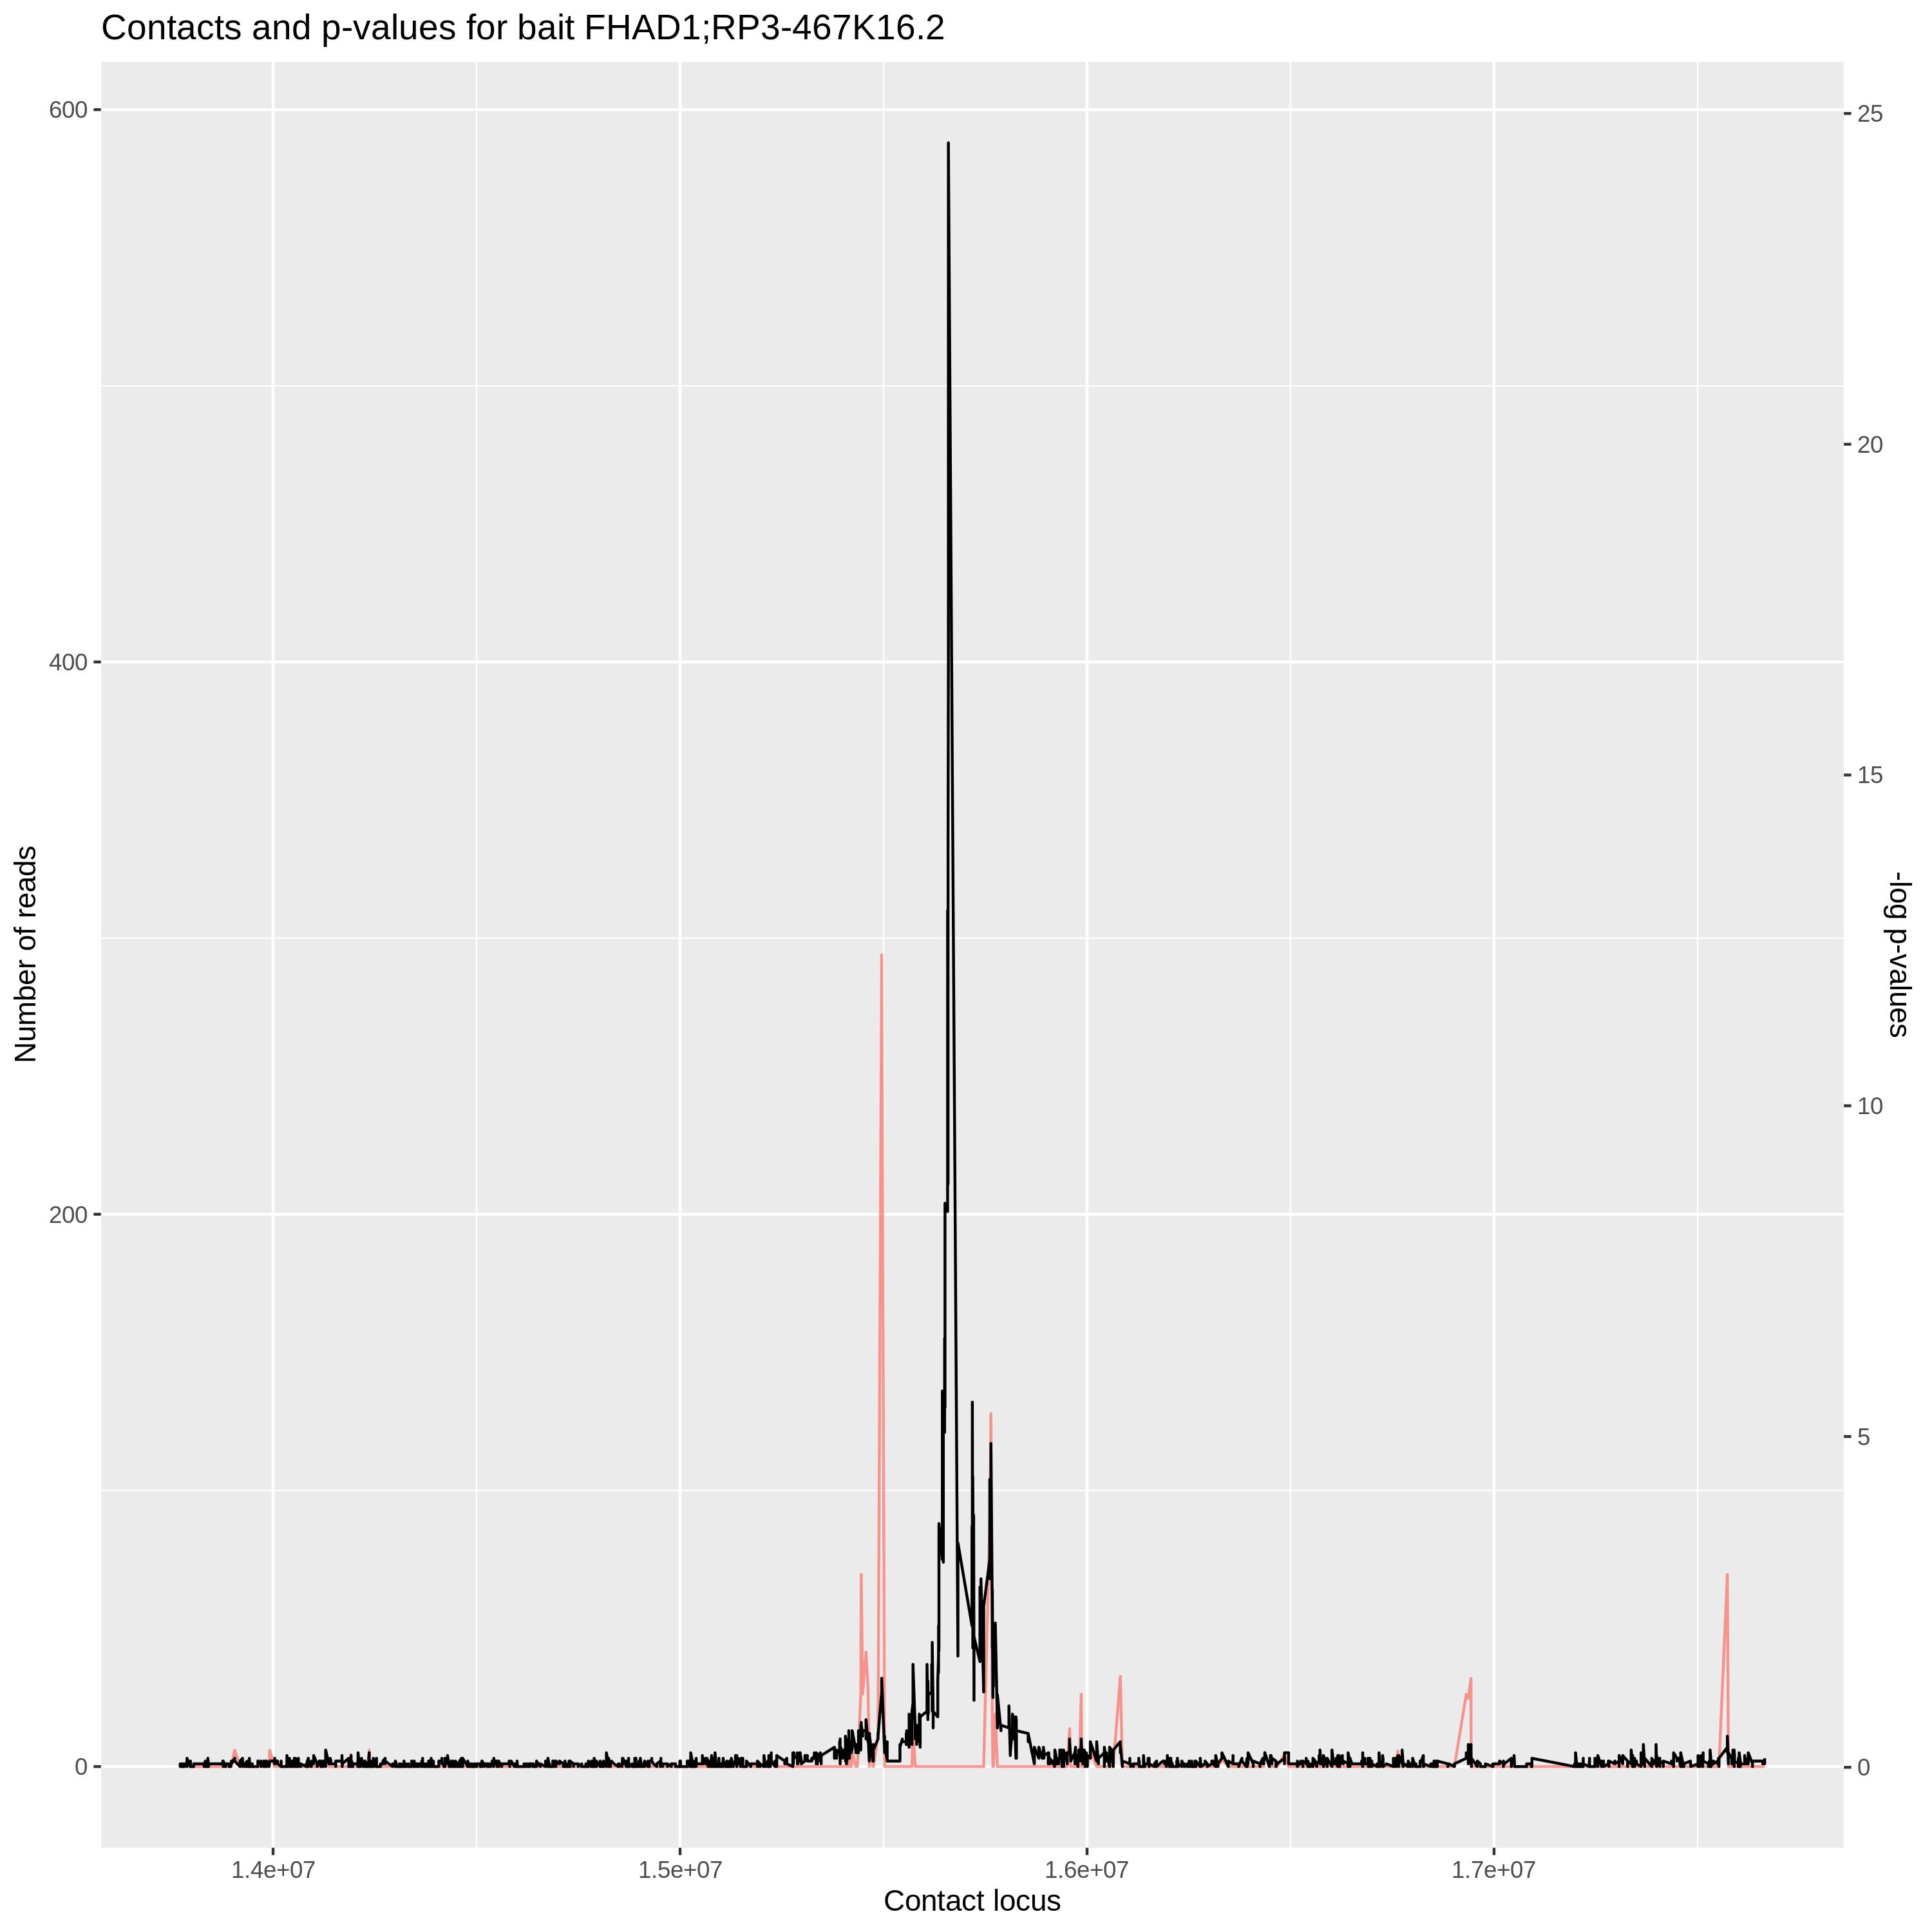 Contacts and p-values for bait FHAD1;RP3-467K16.2
600
400
200
0
Number of reads
25
20
15
10
5
0
-log p-values
1.4e+07
1.5e+07
1.6e+07
1.7e+07
Contact locus